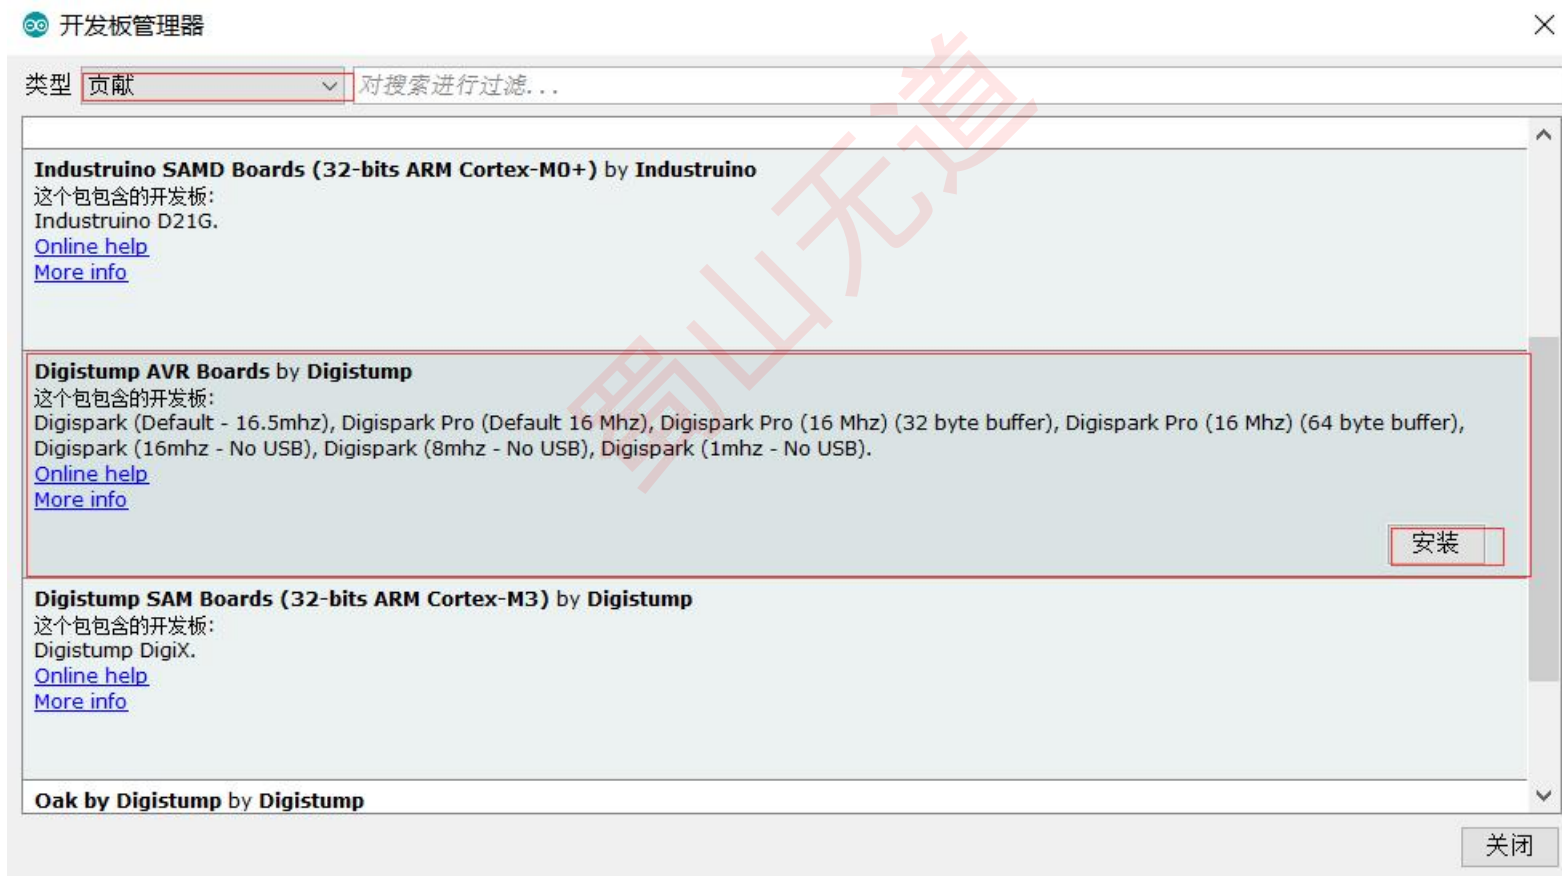 开发板管理器
类型 贡献 对搜索进行过滤...
Industruino SAMD Boards (32-bits ARM Cortex-M0+) by Industruino
这个包包含的开发板:
Industruino D21G.
Online help
More info
Digistump AVR Boards by Digistump
这个包包含的开发板:
Digispark (Default - 16.5mhz), Digispark Pro (Default 16 Mhz), Digispark Pro (16 Mhz) (32 byte buffer), Digispark Pro (16 Mhz) (64 byte buffer),
Digispark (16mhz - No USB), Digispark (8mhz - No USB), Digispark (1mhz - No USB).
Online help
More info
安装
Digistump SAM Boards (32-bits ARM Cortex-M3) by Digistump
这个包包含的开发板:
Digistump DigiX.
Online help
More info
Oak by Digistump by Digistump
关闭
蜀山无道